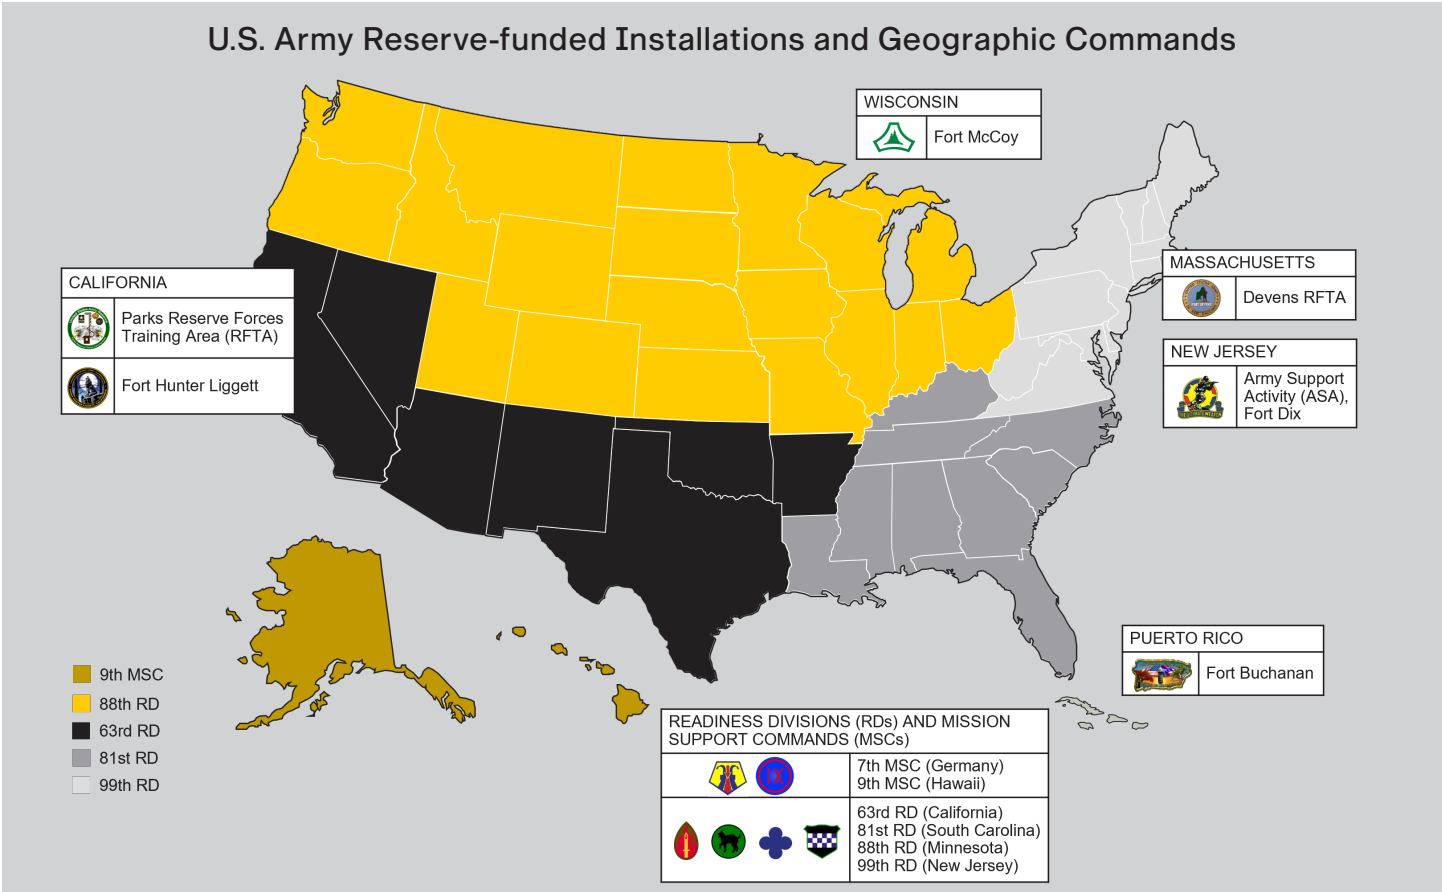 U.S. Army Reserve-funded Installations and Geographic Commands
WISCONSIN
Fort McCoy
CALIFORNIA
Parks Reserve Forces
Training Area (RFTA)
Fort Hunter Liggett
MASSACHUSETTS
Devens RFTA
NEW JERSEY
Army Support
Activity (ASA),
Fort Dix
PUERTO RICO
Fort Buchanan
9th MSC
88th RD
63rd RD
81st RD
99th RD
READINESS DIVISIONS (RDs) AND MISSION
SUPPORT COMMANDS (MSCs)
IX
7th MSC (Germany)
9th MSC (Hawaii)
63rd RD (California)
81st RD (South Carolina)
88th RD (Minnesota)
99th RD (New Jersey)